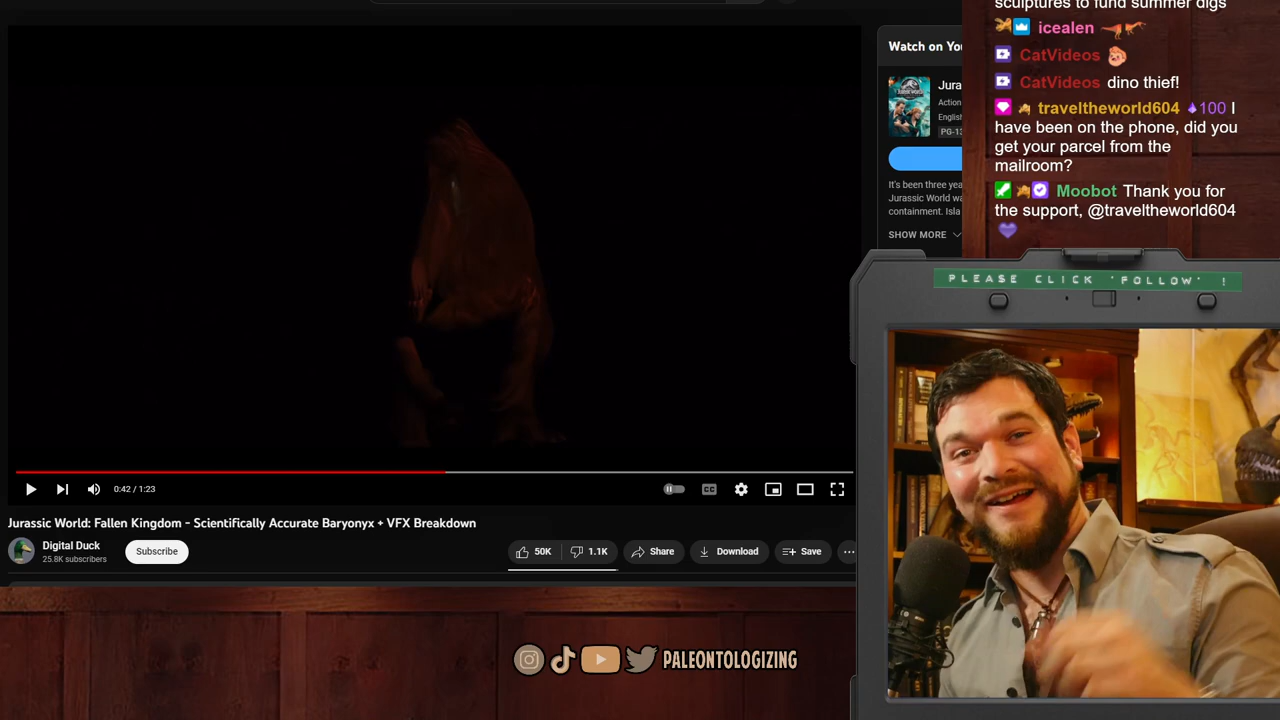 Watch on You
Jura
Action
English
PG-13
It's been three yea
Jurassic World wa
containment. Isla
SHOW MORE
0:42 / 1:23
CC
Jurassic World: Fallen Kingdom - Scientifically Accurate Baryonyx + VFX Breakdown
Digital Duck
25.8K subscribers
Subscribe
50K
1.1K
Share
Download
Save
sculptures to fund summer digs
icealen
CatVideos
CatVideos dino thief!
traveltheworld604 100 I
have been on the phone, did you
get your parcel from the
mailroom?
Moobot Thank you for
the support, @traveltheworld604
PLEASE CLICK 'FOLLOW' !
PALEONTOLOGIZING